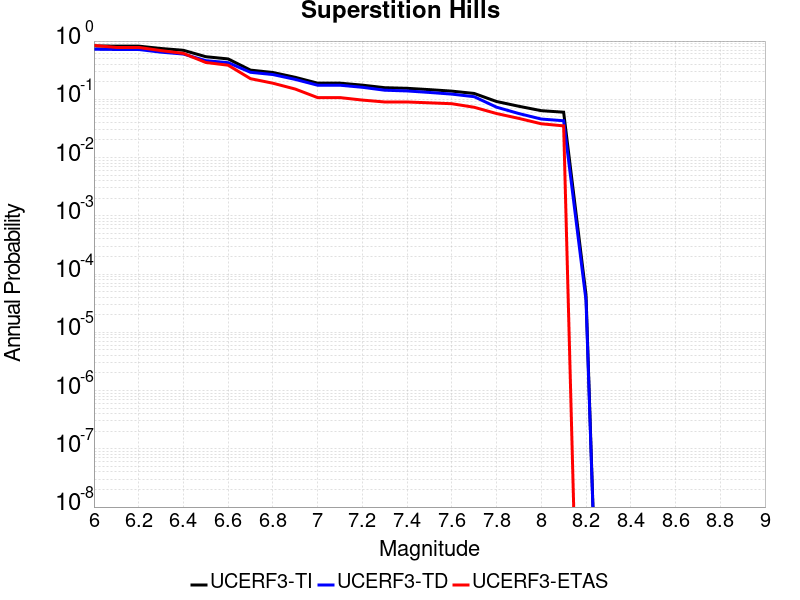 Superstition Hills
Annual Probability
10^0
10^-1
10^-2
10^-3
10^-4
10^-5
10^-6
10^-7
10^-8
6 6.2 6.4 6.6 6.8 7 7.2 7.4 7.6 7.8 8 8.2 8.4 8.6 8.8 9
Magnitude
UCERF3-TI UCERF3-TD UCERF3-ETAS